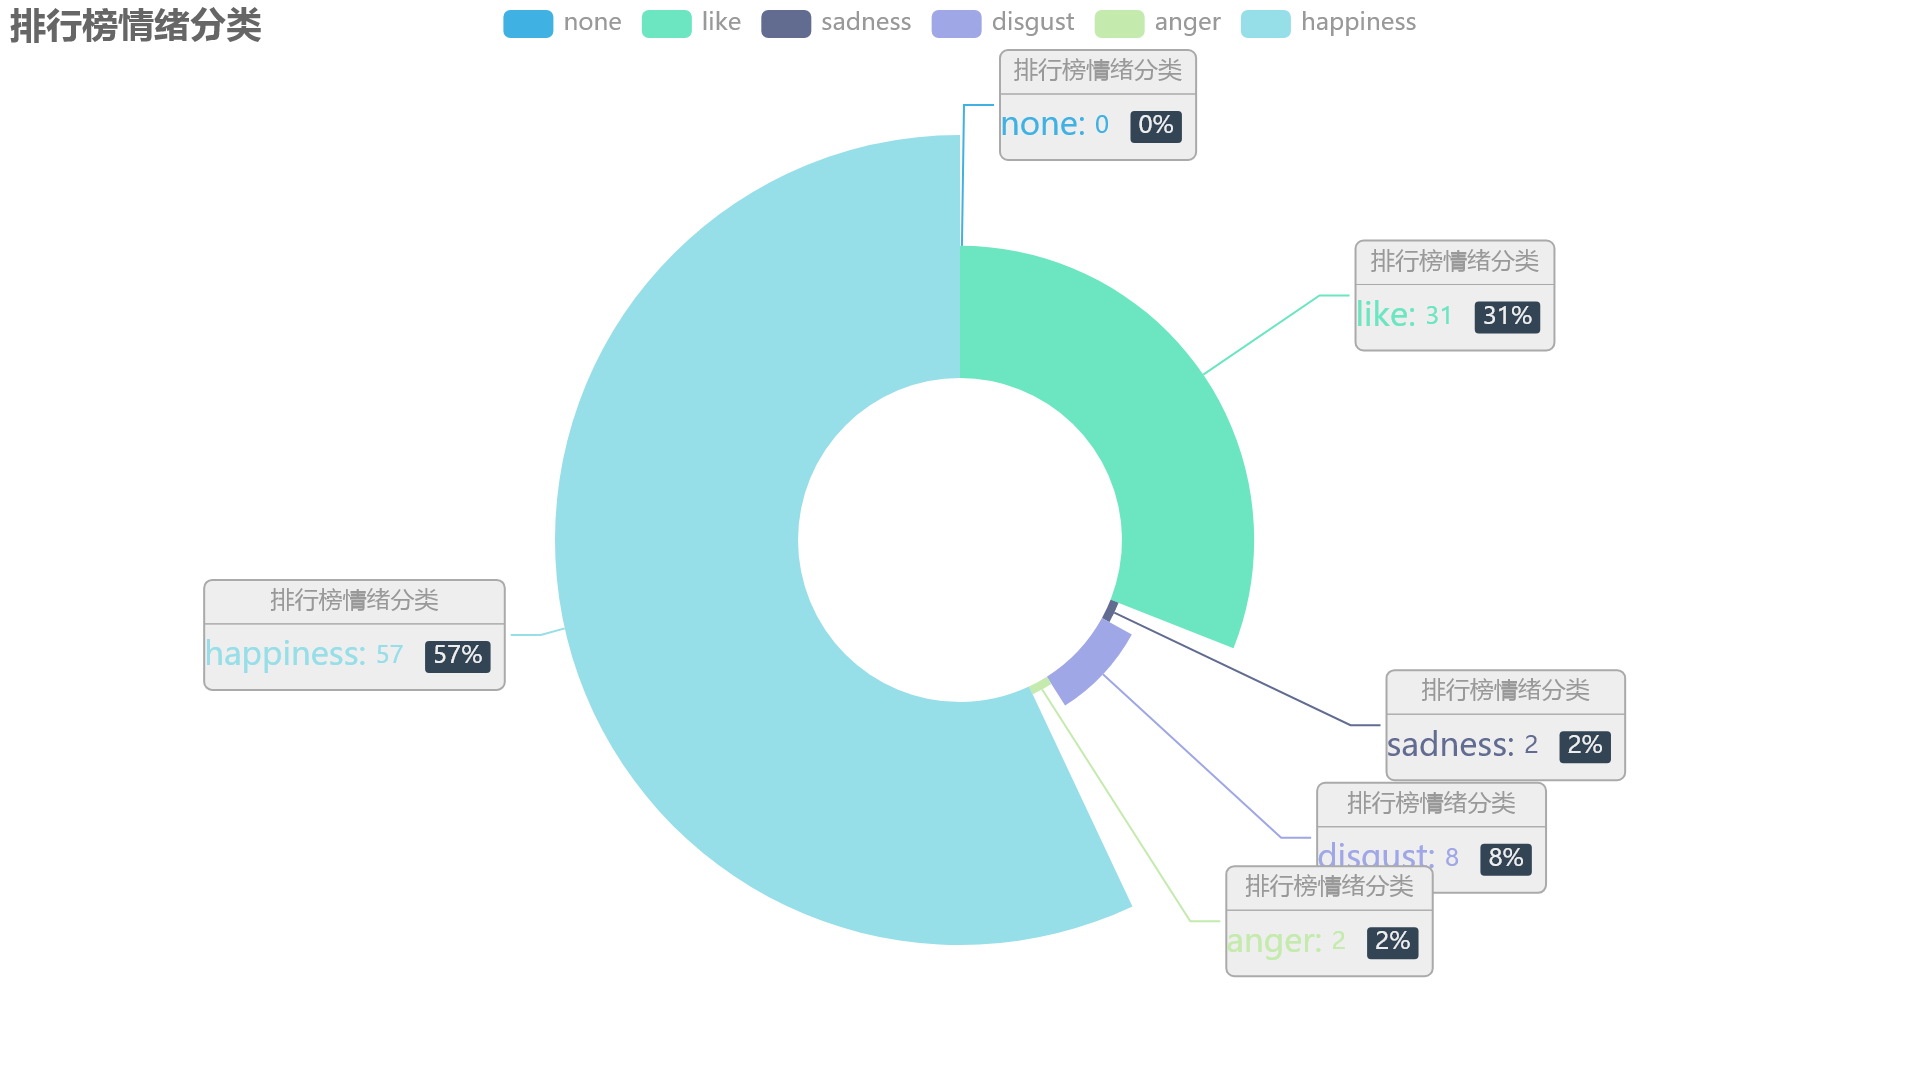 排行榜情绪分类
none like sadness disgust anger happiness
排行榜情绪分类
none: 0 0%
排行榜情绪分类
like: 31 31%
排行榜情绪分类
happiness: 57 57%
排行榜情绪分类
sadness: 2 2%
排行榜情绪分类
disgust: 8 8%
排行榜情绪分类
anger: 2 2%